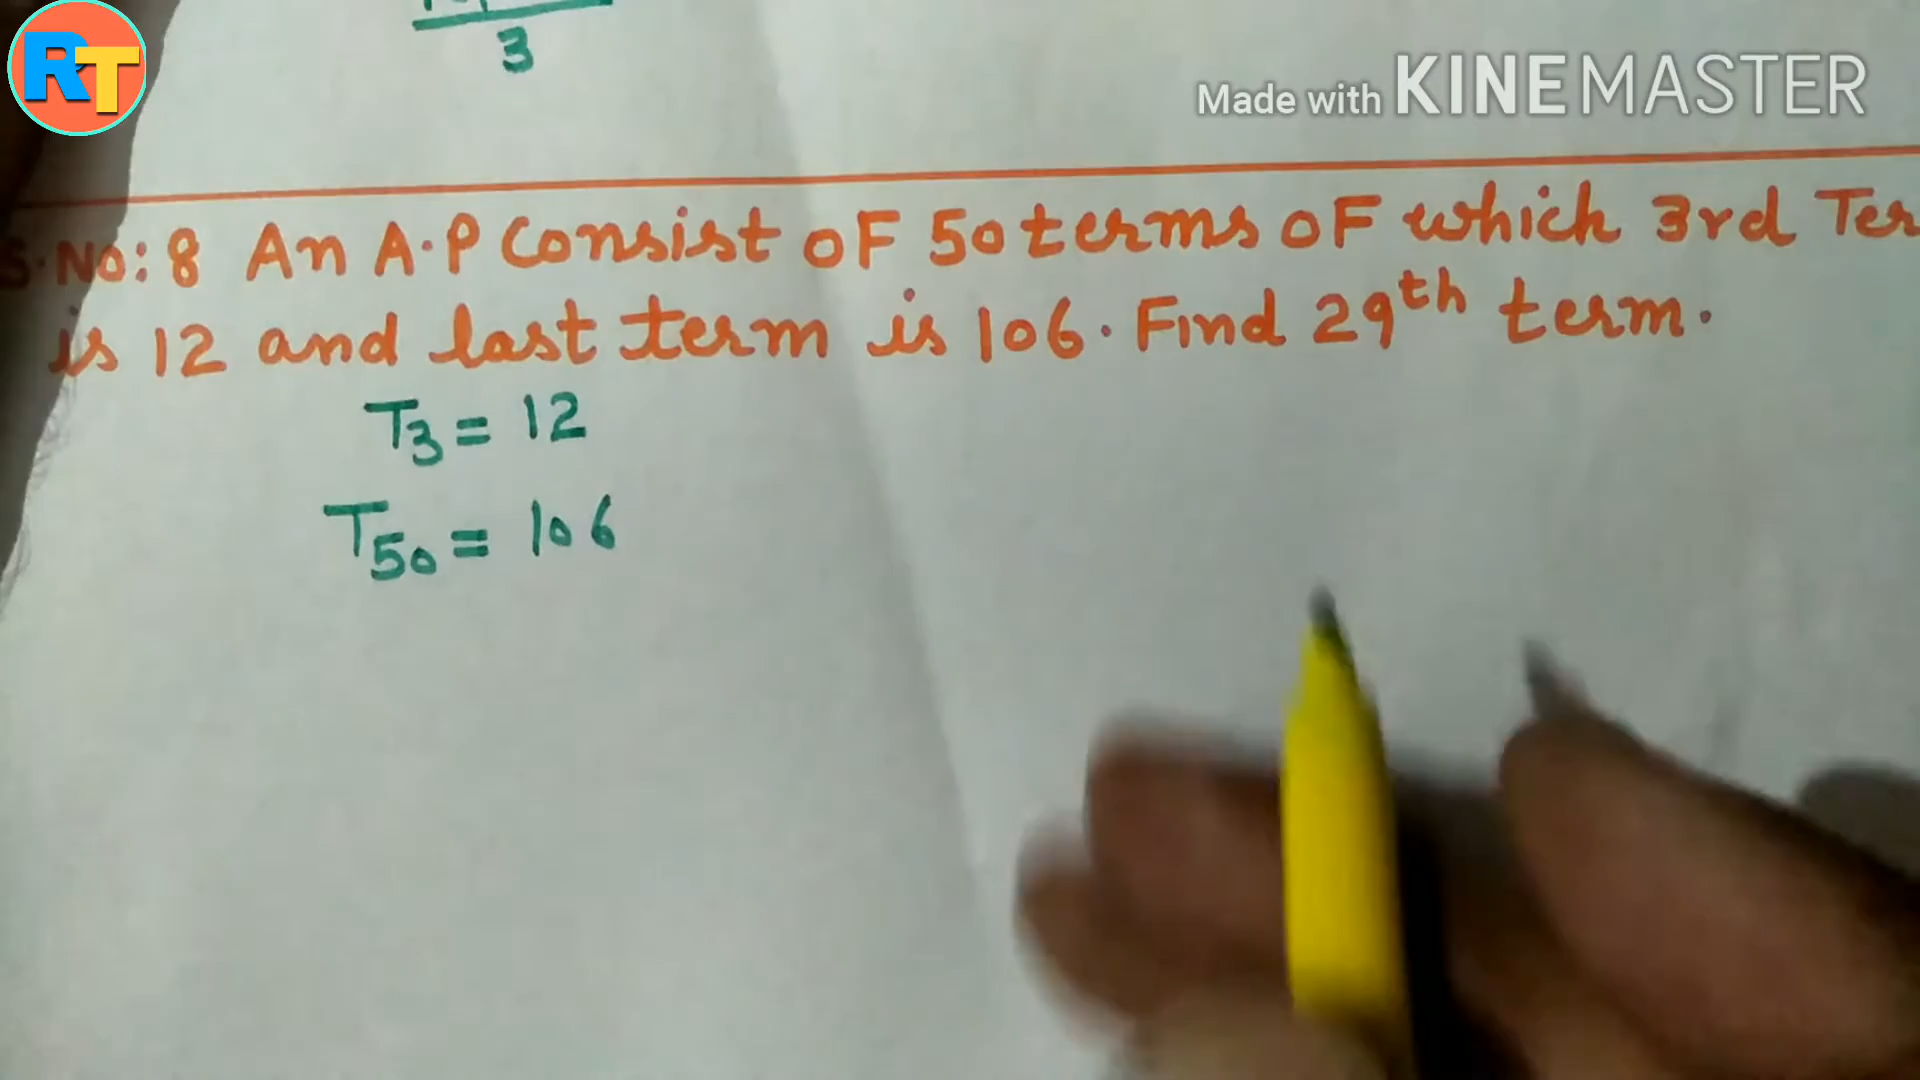 RT
3
Made with KINEMASTER
S.No: 8 An A.P consist of 50 terms of which 3rd Ter
is 12 and last term is 106. Find 29th term.
T3 = 12
T50 = 106